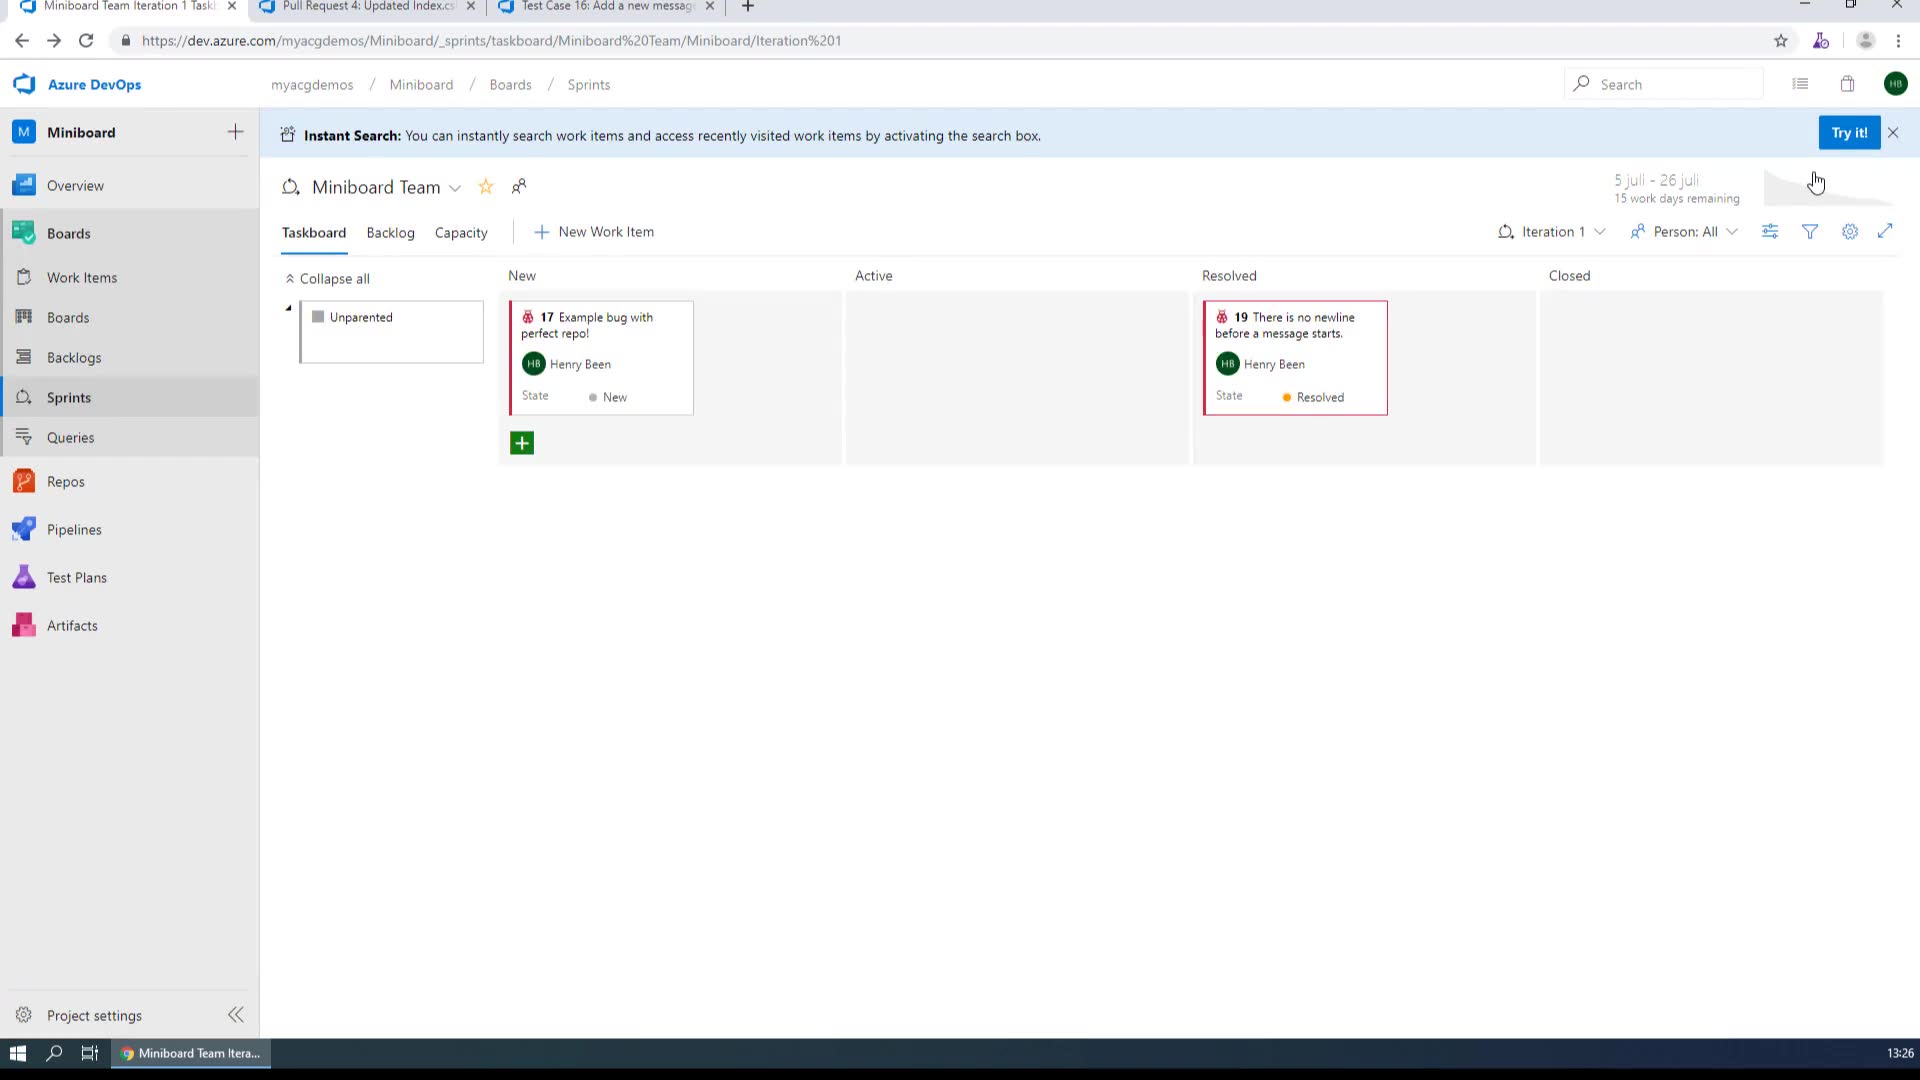 Miniboard Team Iteration 1 Task
Pull Request 4: Updated Index.cs
Test Case 16: Add a new messag
https://dev.azure.com/myacgdemos/Miniboard/_sprints/taskboard/Miniboard%20Team/Miniboard/Iteration%201
Azure DevOps
myacgdemos / Miniboard / Boards / Sprints
Search
HB
M Miniboard
Instant Search: You can instantly search work items and access recently visited work items by activating the search box.
Try it!
Overview
Boards
Work Items
Boards
Backlogs
Sprints
Queries
Repos
Pipelines
Test Plans
Artifacts
Project settings
Miniboard Team
5 juli - 26 juli
15 work days remaining
Taskboard Backlog Capacity
New Work Item
Iteration 1
Person: All
Collapse all
New
Active
Resolved
Closed
Unparented
17 Example bug with
perfect repo!
HB Henry Been
State New
19 There is no newline
before a message starts.
HB Henry Been
State Resolved
Miniboard Team Itera...
13:26